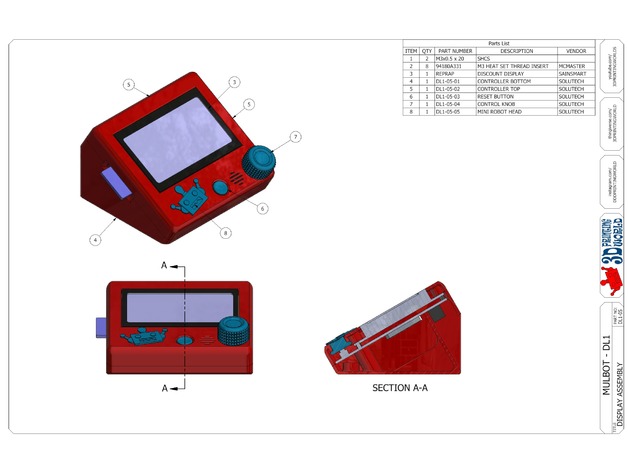 Parts List
ITEM QTY PART NUMBER DESCRIPTION VENDOR
1 2 M3x0.5 x 20 SHCS
2 8 94180A331 M3 HEAT SET THREAD INSERT MCMASTER
3 1 REPRAP DISCOUNT DISPLAY SAINSMART
4 1 DL1-05-01 CONTROLLER BOTTOM SOLUTECH
5 1 DL1-05-02 CONTROLLER TOP SOLUTECH
6 1 DL1-05-03 RESET BUTTON SOLUTECH
7 1 DL1-05-04 CONTROL KNOB SOLUTECH
8 1 DL1-05-05 MINI ROBOT HEAD SOLUTECH
5
3
5
7
6
8
4
A
A
SECTION A-A
youtube.com/
3DPRINTINGWORLDS
thingiverse.com/
3DPRINTINGWORLD
instagram.com/
3DPRINTINGWORLD
3D PRINTING
WORLD
MULBOT - DL1
PART NO:
DL1-05
TITLE:
DISPLAY ASSEMBLY